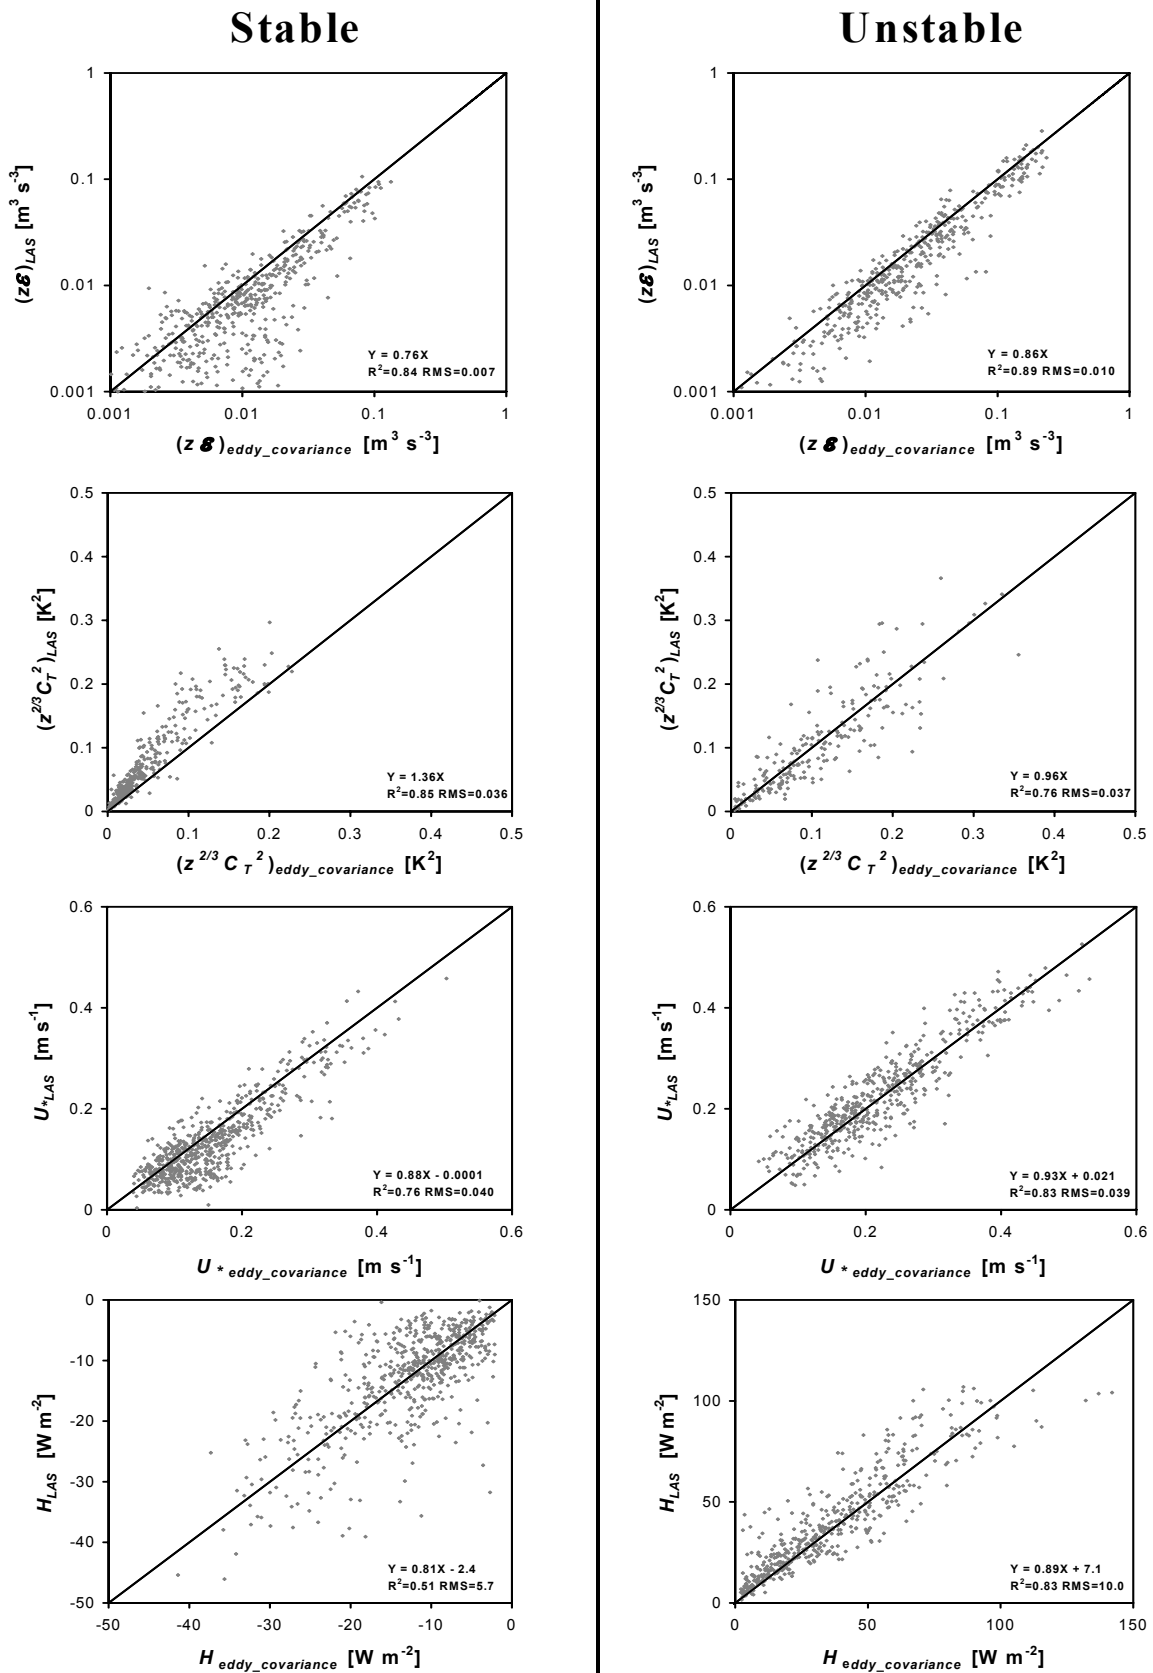 Stable
Unstable
1
0.1
0.01
0.001
(zε)LAS [m³ s⁻³]
Y = 0.76X
R²=0.84 RMS=0.007
0.001 0.01 0.1 1
(z ε)eddy_covariance [m³ s⁻³]
1
0.1
0.01
0.001
(zε)LAS [m³ s⁻³]
Y = 0.86X
R²=0.89 RMS=0.010
0.001 0.01 0.1 1
(z ε)eddy_covariance [m³ s⁻³]
0.5
0.4
0.3
0.2
0.1
0
(z²ᐟ³C_T²)LAS [K²]
Y = 1.36X
R²=0.85 RMS=0.036
0 0.1 0.2 0.3 0.4 0.5
(z ²ᐟ³ C_T ²)eddy_covariance [K²]
0.5
0.4
0.3
0.2
0.1
0
(z²ᐟ³C_T²)LAS [K²]
Y = 0.96X
R²=0.76 RMS=0.037
0 0.1 0.2 0.3 0.4 0.5
(z ²ᐟ³ C_T ²)eddy_covariance [K²]
0.6
0.4
0.2
0
U*LAS [m s⁻¹]
Y = 0.88X - 0.0001
R²=0.76 RMS=0.040
0 0.2 0.4 0.6
U * eddy_covariance [m s⁻¹]
0.6
0.4
0.2
0
U*LAS [m s⁻¹]
Y = 0.93X + 0.021
R²=0.83 RMS=0.039
0 0.2 0.4 0.6
U * eddy_covariance [m s⁻¹]
0
-10
-20
-30
-40
-50
HLAS [W m⁻²]
Y = 0.81X - 2.4
R²=0.51 RMS=5.7
-50 -40 -30 -20 -10 0
H eddy_covariance [W m⁻²]
150
100
50
0
HLAS [W m⁻²]
Y = 0.89X + 7.1
R²=0.83 RMS=10.0
0 50 100 150
H eddy_covariance [W m⁻²]